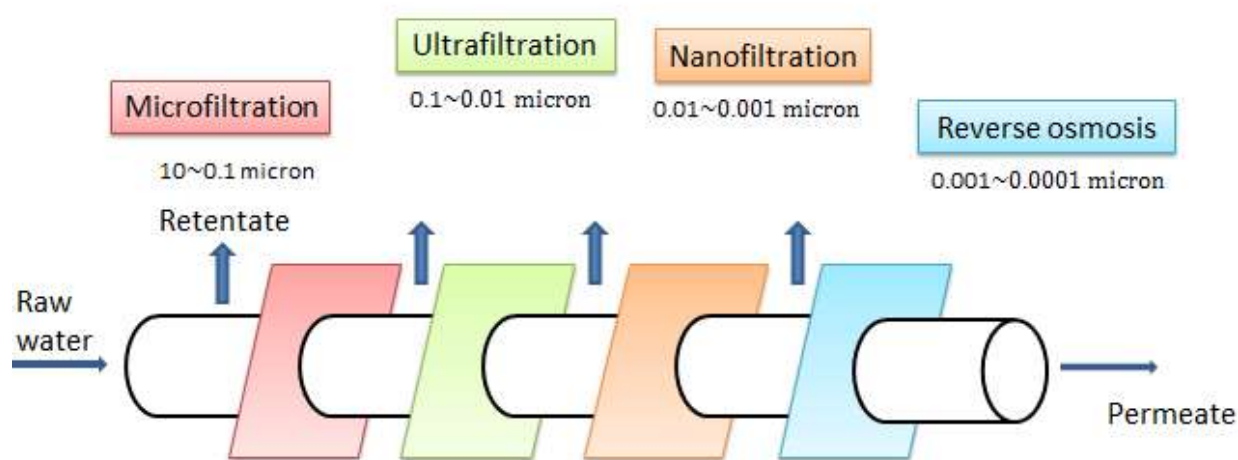 Ultrafiltration
0.1~0.01 micron
Nanofiltration
0.01~0.001 micron
Microfiltration
10~0.1 micron
Reverse osmosis
0.001~0.0001 micron
Retentate
Raw
water
Permeate